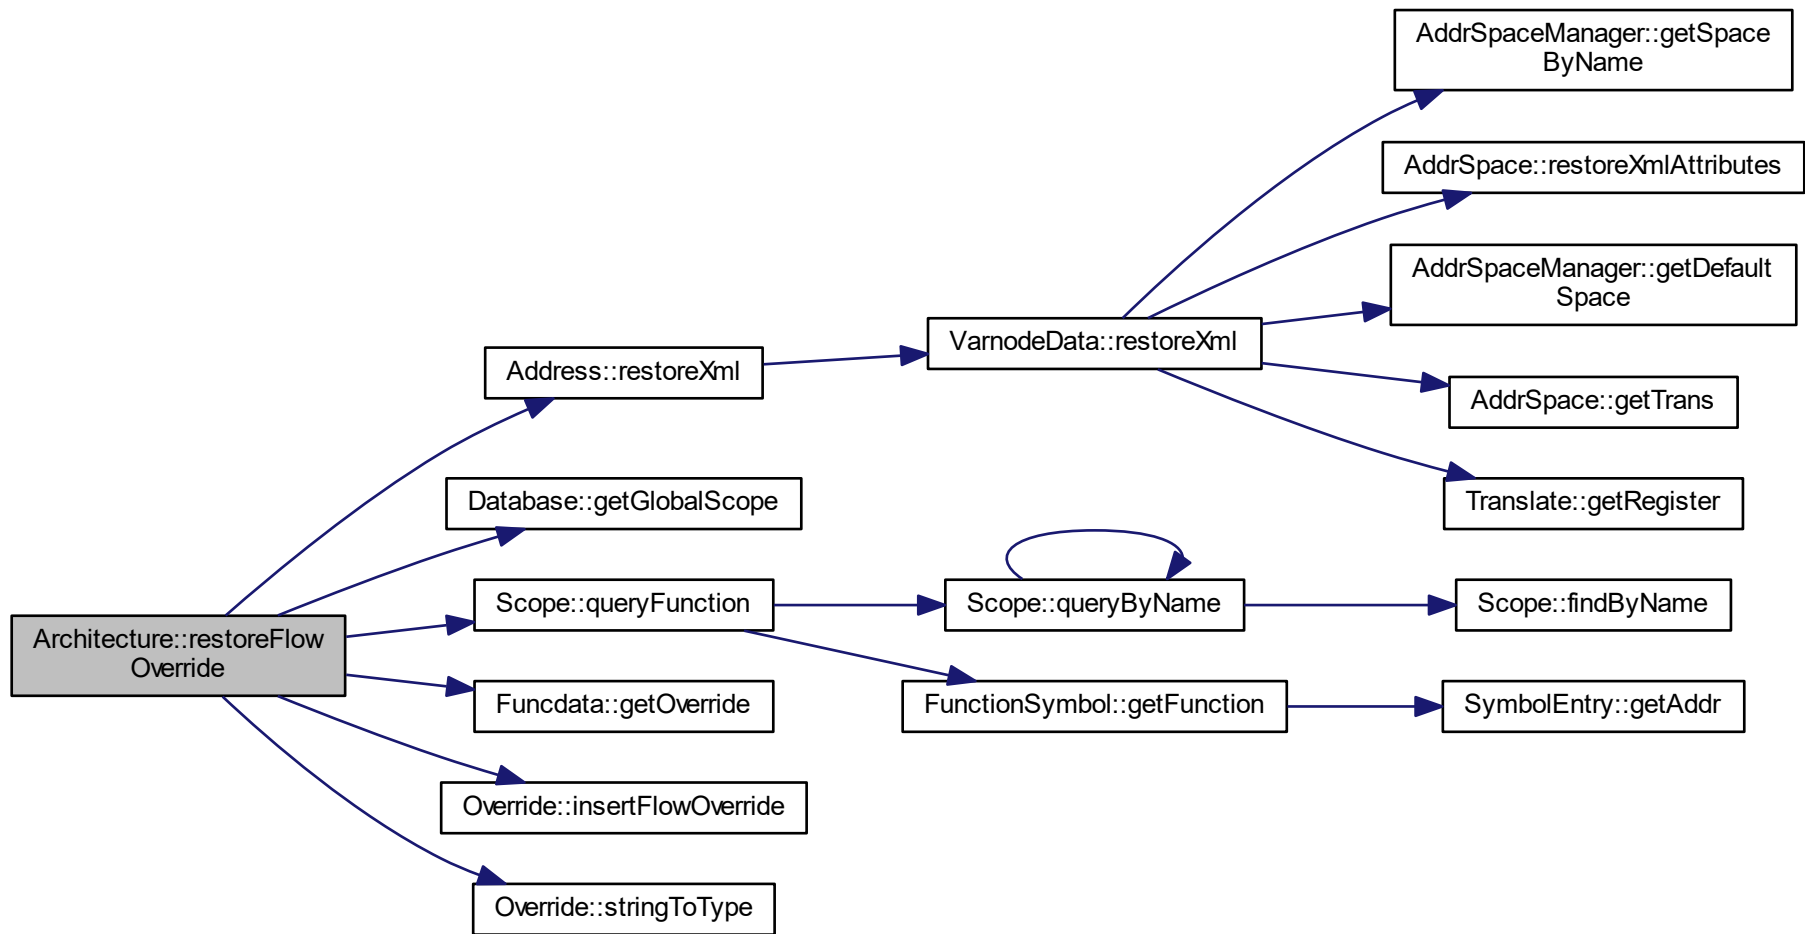 AddrSpaceManager::getSpace
ByName
AddrSpace::restoreXmlAttributes
AddrSpaceManager::getDefault
Space
VarnodeData::restoreXml
Address::restoreXml
AddrSpace::getTrans
Database::getGlobalScope
Translate::getRegister
Scope::queryFunction
Scope::queryByName
Scope::findByName
Architecture::restoreFlow
Override
Funcdata::getOverride
FunctionSymbol::getFunction
SymbolEntry::getAddr
Override::insertFlowOverride
Override::stringToType